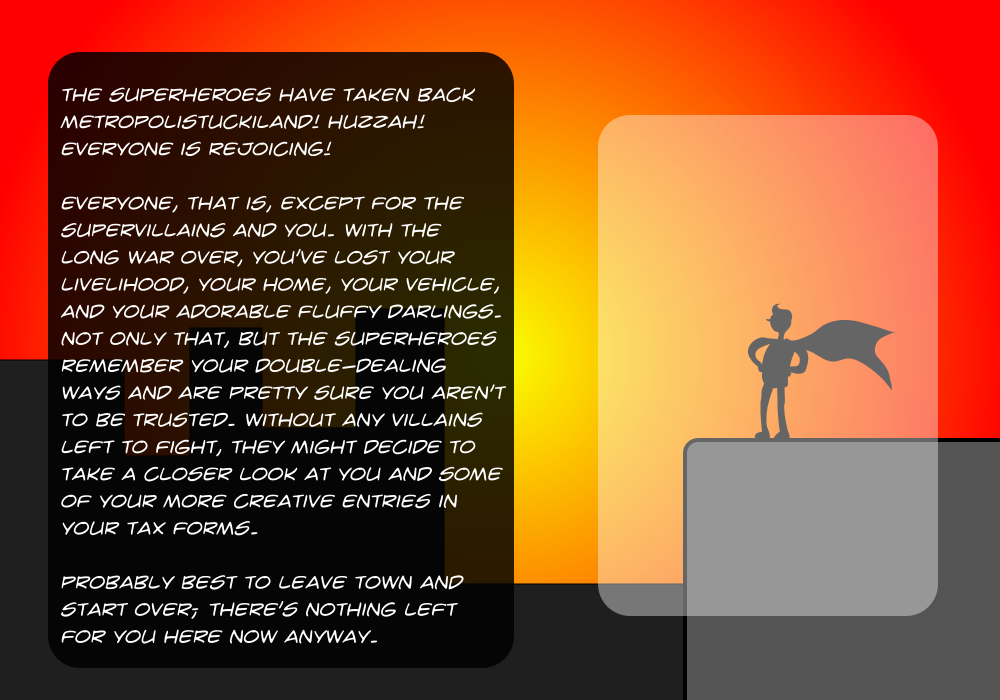 THE SUPERHEROES HAVE TAKEN BACK
METROPOLISTUCKILAND! HUZZAH!
EVERYONE IS REJOICING!
EVERYONE, THAT IS, EXCEPT FOR THE
SUPERVILLAINS AND YOU. WITH THE
LONG WAR OVER, YOU'VE LOST YOUR
LIVELIHOOD, YOUR HOME, YOUR VEHICLE,
AND YOUR ADORABLE FLUFFY DARLINGS.
NOT ONLY THAT, BUT THE SUPERHEROES
REMEMBER YOUR DOUBLE-DEALING
WAYS AND ARE PRETTY SURE YOU AREN'T
TO BE TRUSTED. WITHOUT ANY VILLAINS
LEFT TO FIGHT, THEY MIGHT DECIDE TO
TAKE A CLOSER LOOK AT YOU AND SOME
OF YOUR MORE CREATIVE ENTRIES IN
YOUR TAX FORMS.
PROBABLY BEST TO LEAVE TOWN AND
START OVER; THERE'S NOTHING LEFT
FOR YOU HERE NOW ANYWAY.